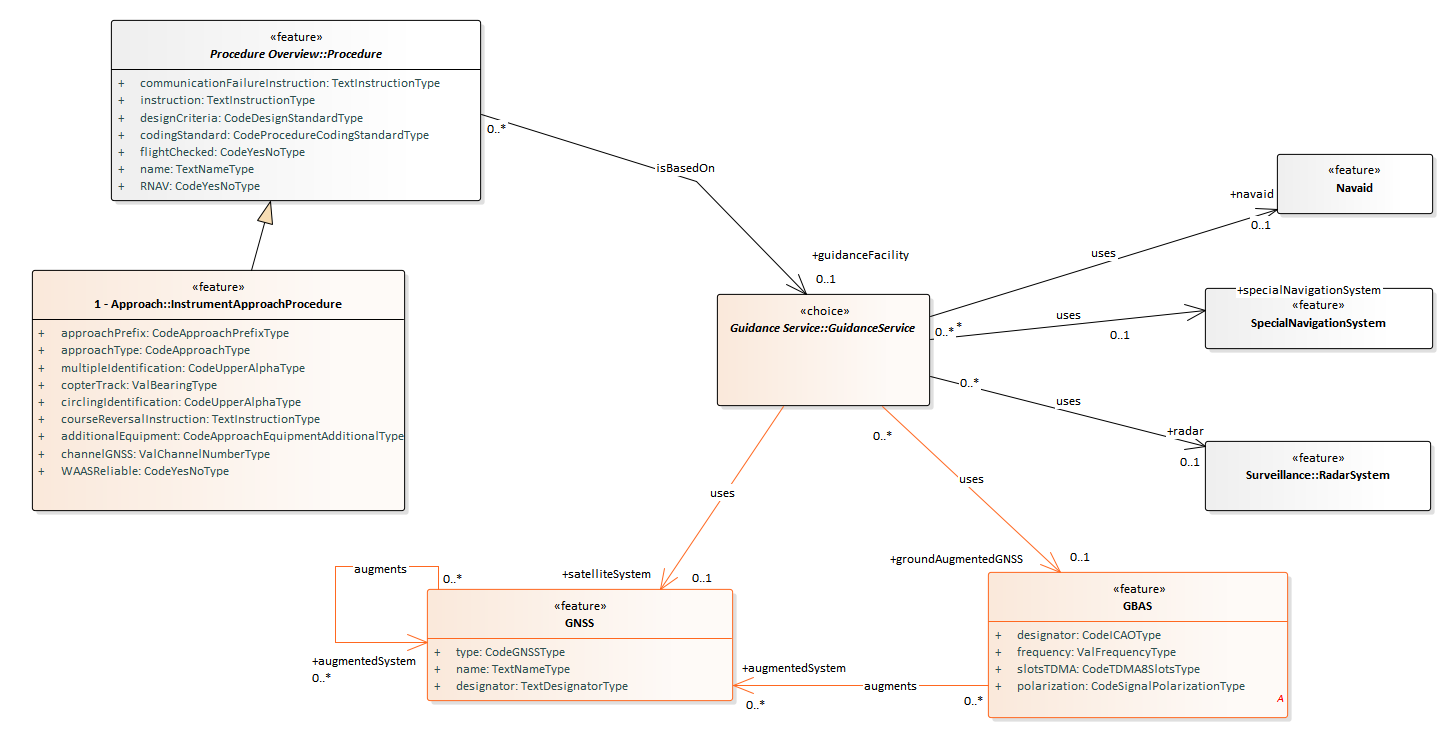 «feature»
Procedure Overview::Procedure
+ communicationFailureInstruction: TextInstructionType
+ instruction: TextInstructionType
+ designCriteria: CodeDesignStandardType
+ codingStandard: CodeProcedureCodingStandardType
+ flightChecked: CodeYesNoType
+ name: TextNameType
+ RNAV: CodeYesNoType
0..*
isBasedOn
+guidanceFacility
0..1
«feature»
1 - Approach::InstrumentApproachProcedure
+ approachPrefix: CodeApproachPrefixType
+ approachType: CodeApproachType
+ multipleIdentification: CodeUpperAlphaType
+ copterTrack: ValBearingType
+ circlingIdentification: CodeUpperAlphaType
+ courseReversalInstruction: TextInstructionType
+ additionalEquipment: CodeApproachEquipmentAdditionalType
+ channelGNSS: ValChannelNumberType
+ WAASReliable: CodeYesNoType
«choice»
Guidance Service::GuidanceService
0..*
*
uses
+navaid
0..1
«feature»
Navaid
uses
0..1
+specialNavigationSystem
«feature»
SpecialNavigationSystem
0..*
uses
+radar
0..1
«feature»
Surveillance::RadarSystem
uses
+satelliteSystem
0..1
0..*
uses
+groundAugmentedGNSS
0..1
augments
0..*
+augmentedSystem
0..*
«feature»
GNSS
+ type: CodeGNSSType
+ name: TextNameType
+ designator: TextDesignatorType
+augmentedSystem
0..*
augments
0..*
«feature»
GBAS
+ designator: CodeICAOType
+ frequency: ValFrequencyType
+ slotsTDMA: CodeTDMA8SlotsType
+ polarization: CodeSignalPolarizationType
A